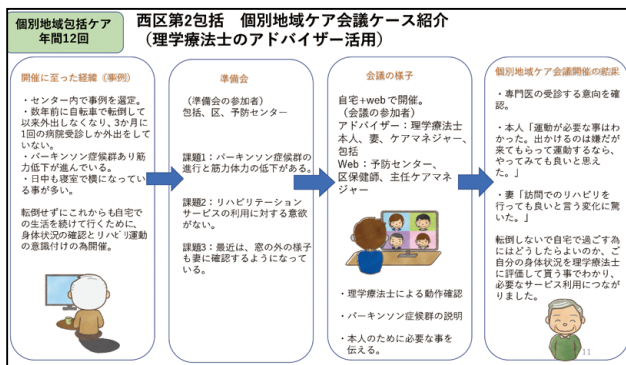 個別地域包括ケア
年間12回
西区第2包括　個別地域ケア会議ケース紹介
（理学療法士のアドバイザー活用）
開催に至った経緯（事例）
・センター内で事例を選定。
・数年前に自転車で転倒して
以来外出しなくなり、3か月に
1回の病院受診しか外出をして
いない。
・パーキンソン症候群あり筋
力低下が進んでいる。
・日中も寝室で横になってい
る事が多い。
転倒せずにこれからも自宅で
の生活を続けて行くために、
身体状況の確認とリハビリ運動
の意識付けの為開催。
準備会
（準備会の参加者）
包括、区、予防センター
課題1：パーキンソン症候群の
進行と筋力体力の低下がある。
課題2：リハビリテーション
サービスの利用に対する意欲
がない。
課題3：最近は、窓の外の様子
も妻に確認するようになって
いる。
会議の様子
自宅+webで開催。
（会議の参加者）
アドバイザー：理学療法士
本人、妻、ケアマネジャー、
包括
Web：予防センター、
区保健師、主任ケアマネ
ジャー
・理学療法士による動作確認
・パーキンソン症候群の説明
・本人のために必要な事を
伝える。
個別地域ケア会議開催の結果
・専門医の受診する意向を確
認。
・本人「運動が必要な事はわ
かった。出かけるのは嫌だが
来てもらって運動するなら、
やってみても良いと思え
た。」
・妻「訪問でのリハビリを
行っても良いと言う変化に驚
いた。」
転倒しないで自宅で過ごす為
にはどうしたらよいのか、ご
自分の身体状況を理学療法士
に評価して貰う事でわかり、
必要なサービス利用につなが
りました。
11